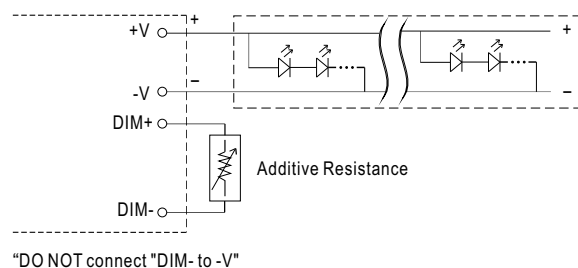 +V
+
+
-V
–
–
DIM+
Additive Resistance
DIM-
“DO NOT connect "DIM- to -V"